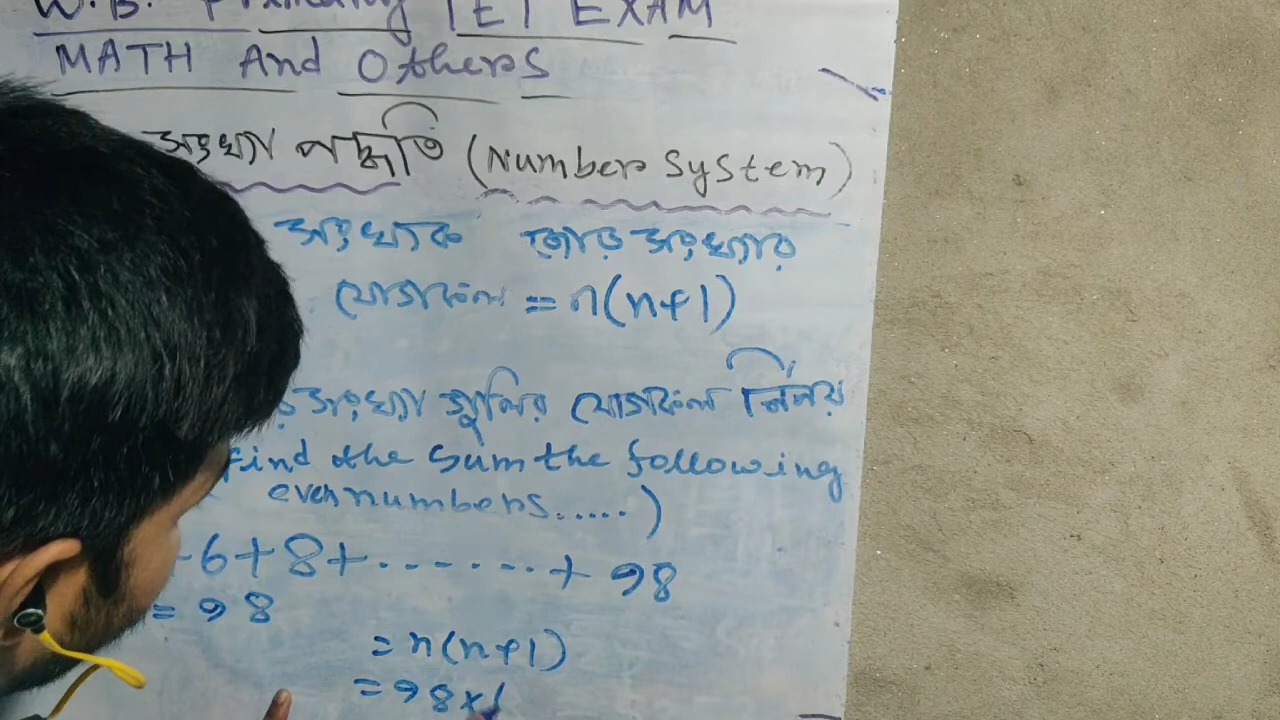 W.B. Primary TET EXAM
MATH And Others
সংখ্যা পদ্ধতি (Number System)
সংখ্যক জোড় সংখ্যার
যোগফল = n(n+1)
সংখ্যা গুলির যোগফল নির্ণয়
find the Sum the following
even numbers.....)
6+8+.........+ 98
= 98
= n(n+1)
= 98×(